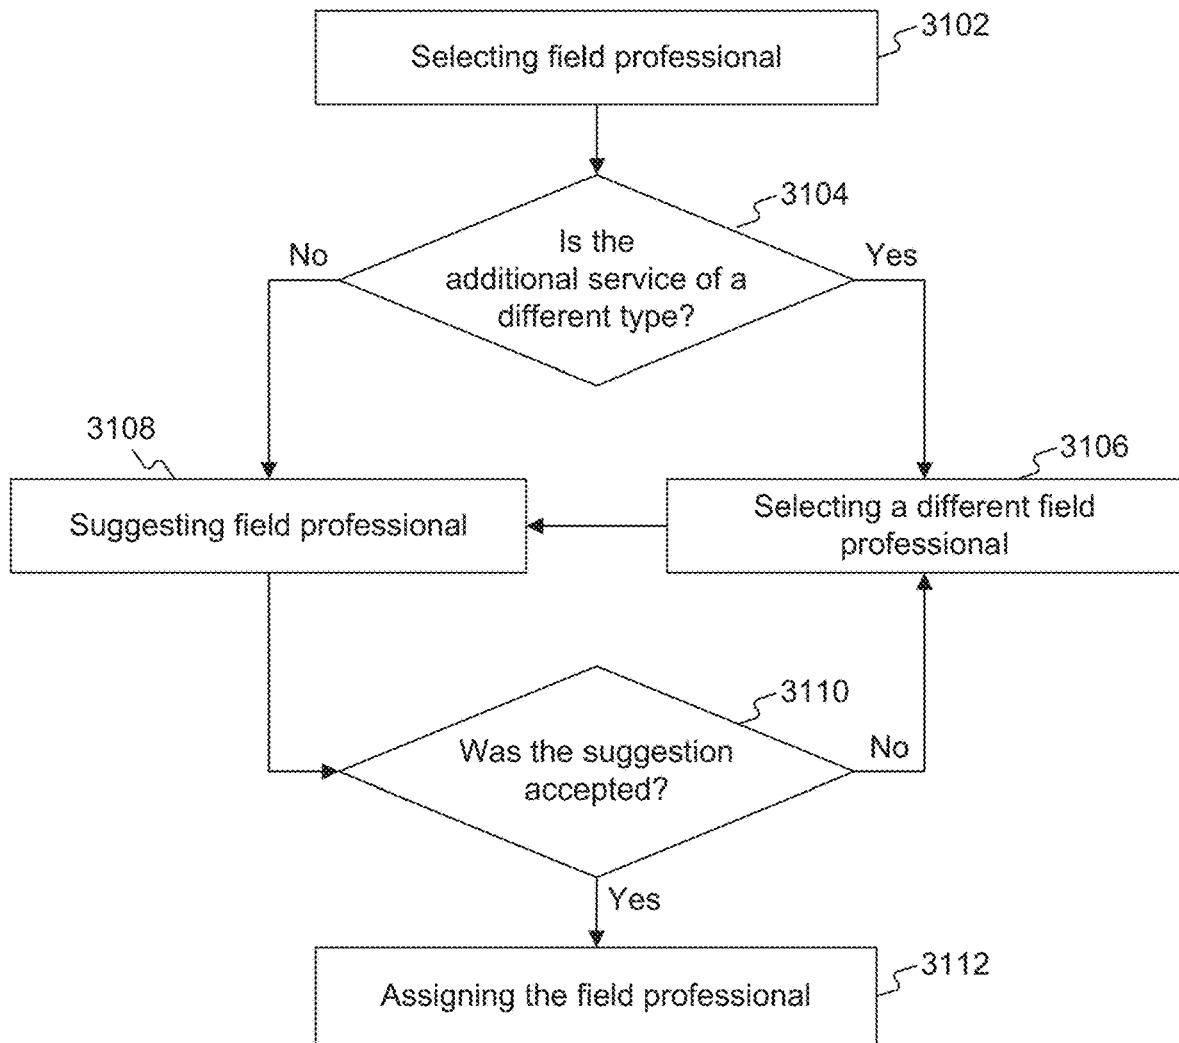 3102
Selecting field professional
3104
Is the
additional service of a
different type?
No
Yes
3108
3106
Suggesting field professional
Selecting a different field
professional
3110
Was the suggestion
accepted?
No
Yes
3112
Assigning the field professional